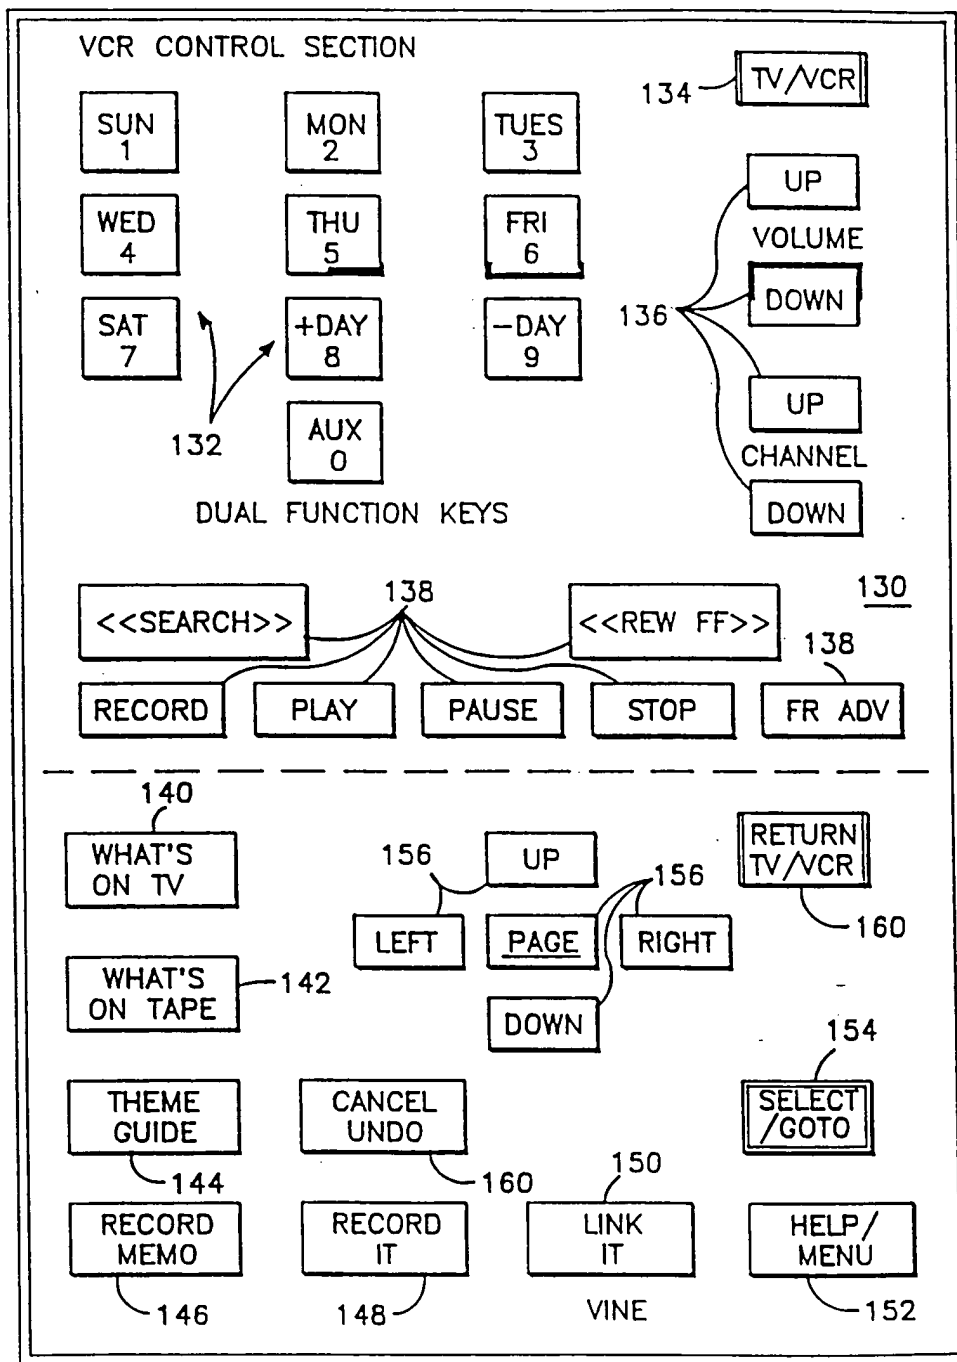 VCR CONTROL SECTION
134
TV/VCR
SUN
1
MON
2
TUES
3
UP
WED
4
THU
5
FRI
6
VOLUME
136
DOWN
SAT
7
+DAY
8
-DAY
9
UP
132
AUX
0
CHANNEL
DUAL FUNCTION KEYS
DOWN
138
130
<<SEARCH>>
<<REW FF>>
138
RECORD
PLAY
PAUSE
STOP
FR ADV
140
WHAT'S
ON TV
156
UP
156
RETURN
TV/VCR
LEFT
PAGE
RIGHT
160
WHAT'S
ON TAPE
142
DOWN
154
THEME
GUIDE
CANCEL
UNDO
SELECT
/GOTO
144
160
150
RECORD
MEMO
RECORD
IT
LINK
IT
HELP/
MENU
146
148
VINE
152